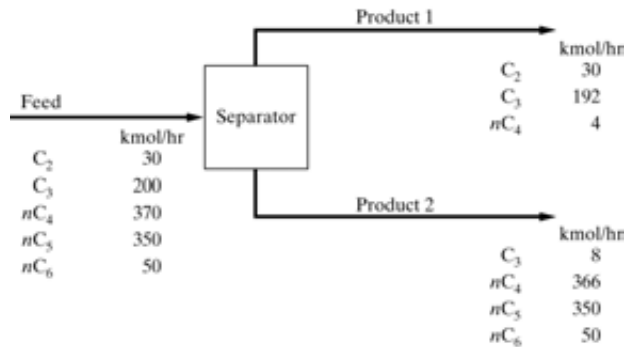 Product 1
kmol/hr
C₂ 30
C₃ 192
nC₄ 4
Feed
Separator
kmol/hr
C₂ 30
C₃ 200
nC₄ 370
nC₅ 350
nC₆ 50
Product 2
kmol/hr
C₃ 8
nC₄ 366
nC₅ 350
nC₆ 50